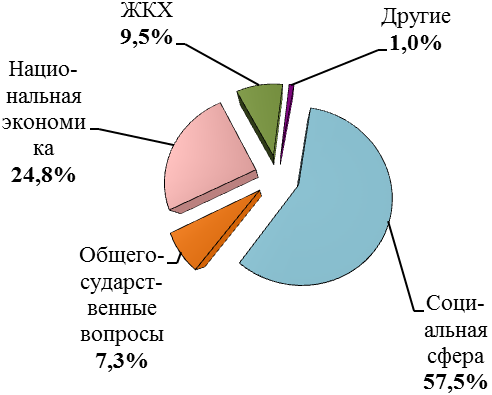 ЖКХ
9,5%
Другие
1,0%
Нацио-
нальная
экономи
ка
24,8%
Общего-
сударст-
венные
вопросы
7,3%
Соци-
альная
сфера
57,5%